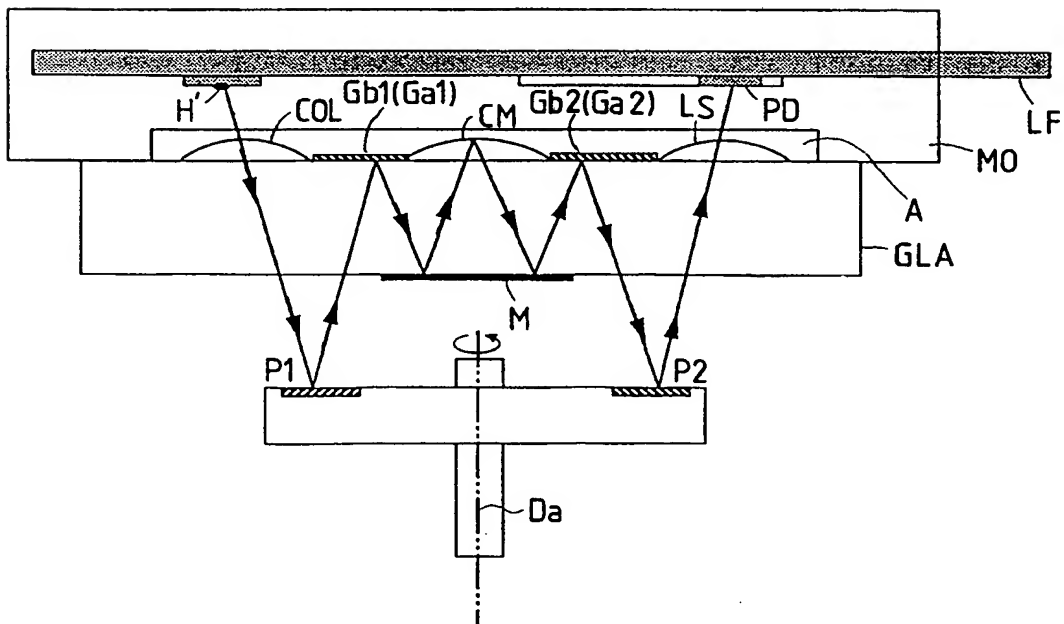 H'
COL
Gb1(Ga1)
CM
Gb2(Ga2)
LS
PD
LF
MO
A
GLA
M
P1
P2
Da